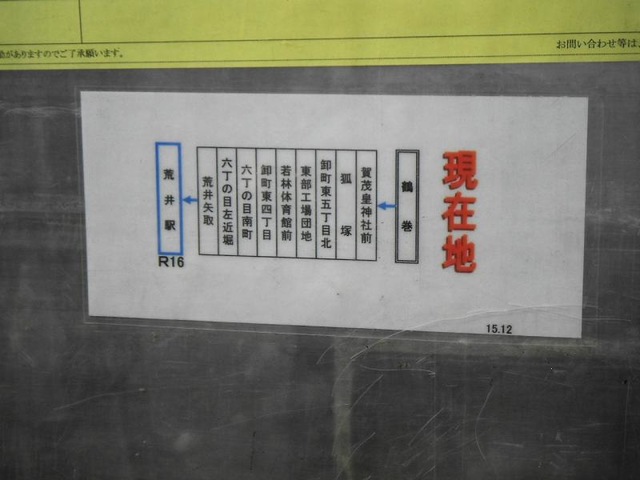 お問い合わせ等は、
がありますのでご了承願います。
現在地
鶴巻
賀茂皇神社前
狐塚
卸町東五丁目北
東部工場団地
若林体育館前
卸町東四丁目
六丁の目南町
六丁の目左近堀
荒井矢取
荒井駅
R16
15.12